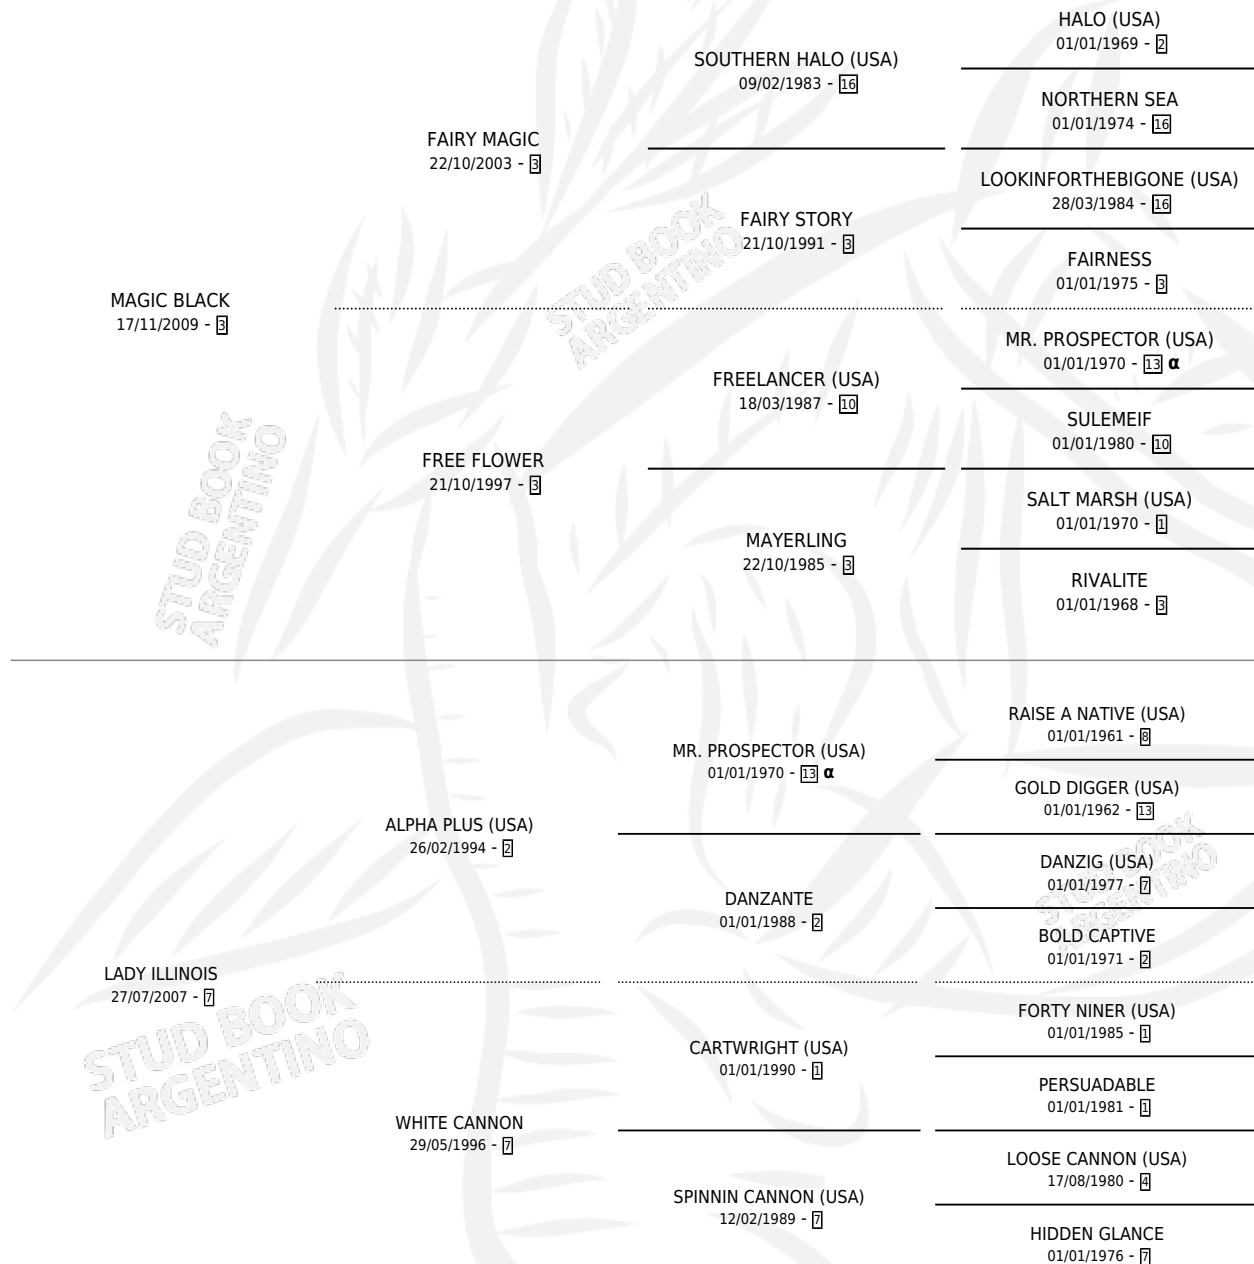 HALO (USA)
01/01/1969 - 2
SOUTHERN HALO (USA)
09/02/1983 - 16
NORTHERN SEA
01/01/1974 - 16
FAIRY MAGIC
22/10/2003 - 3
LOOKINFORTHEBIGONE (USA)
28/03/1984 - 16
FAIRY STORY
21/10/1991 - 3
FAIRNESS
01/01/1975 - 3
MAGIC BLACK
17/11/2009 - 3
MR. PROSPECTOR (USA)
01/01/1970 - 13 α
FREELANCER (USA)
18/03/1987 - 10
SULEMEIF
01/01/1980 - 10
FREE FLOWER
21/10/1997 - 3
SALT MARSH (USA)
01/01/1970 - 1
MAYERLING
22/10/1985 - 3
RIVALITE
01/01/1968 - 3
RAISE A NATIVE (USA)
01/01/1961 - 8
MR. PROSPECTOR (USA)
01/01/1970 - 13 α
GOLD DIGGER (USA)
01/01/1962 - 13
ALPHA PLUS (USA)
26/02/1994 - 2
DANZIG (USA)
01/01/1977 - 7
DANZANTE
01/01/1988 - 2
BOLD CAPTIVE
01/01/1971 - 2
LADY ILLINOIS
27/07/2007 - 7
FORTY NINER (USA)
01/01/1985 - 1
CARTWRIGHT (USA)
01/01/1990 - 1
PERSUADABLE
01/01/1981 - 1
WHITE CANNON
29/05/1996 - 7
LOOSE CANNON (USA)
17/08/1980 - 4
SPINNIN CANNON (USA)
12/02/1989 - 7
HIDDEN GLANCE
01/01/1976 - 7
STUD BOOK
ARGENTINO
STUD BOOK
ARGENTINO
STUD BOOK
ARGENTINO
STUD BOOK
ARGENTINO